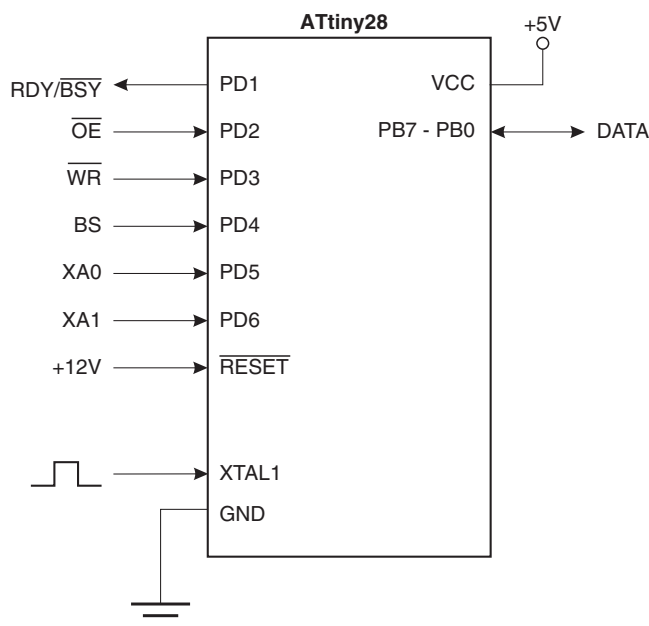 ATtiny28
+5V
RDY/BSY PD1 VCC
OE PD2 PB7 - PB0 DATA
WR PD3
BS PD4
XA0 PD5
XA1 PD6
+12V RESET
XTAL1
GND